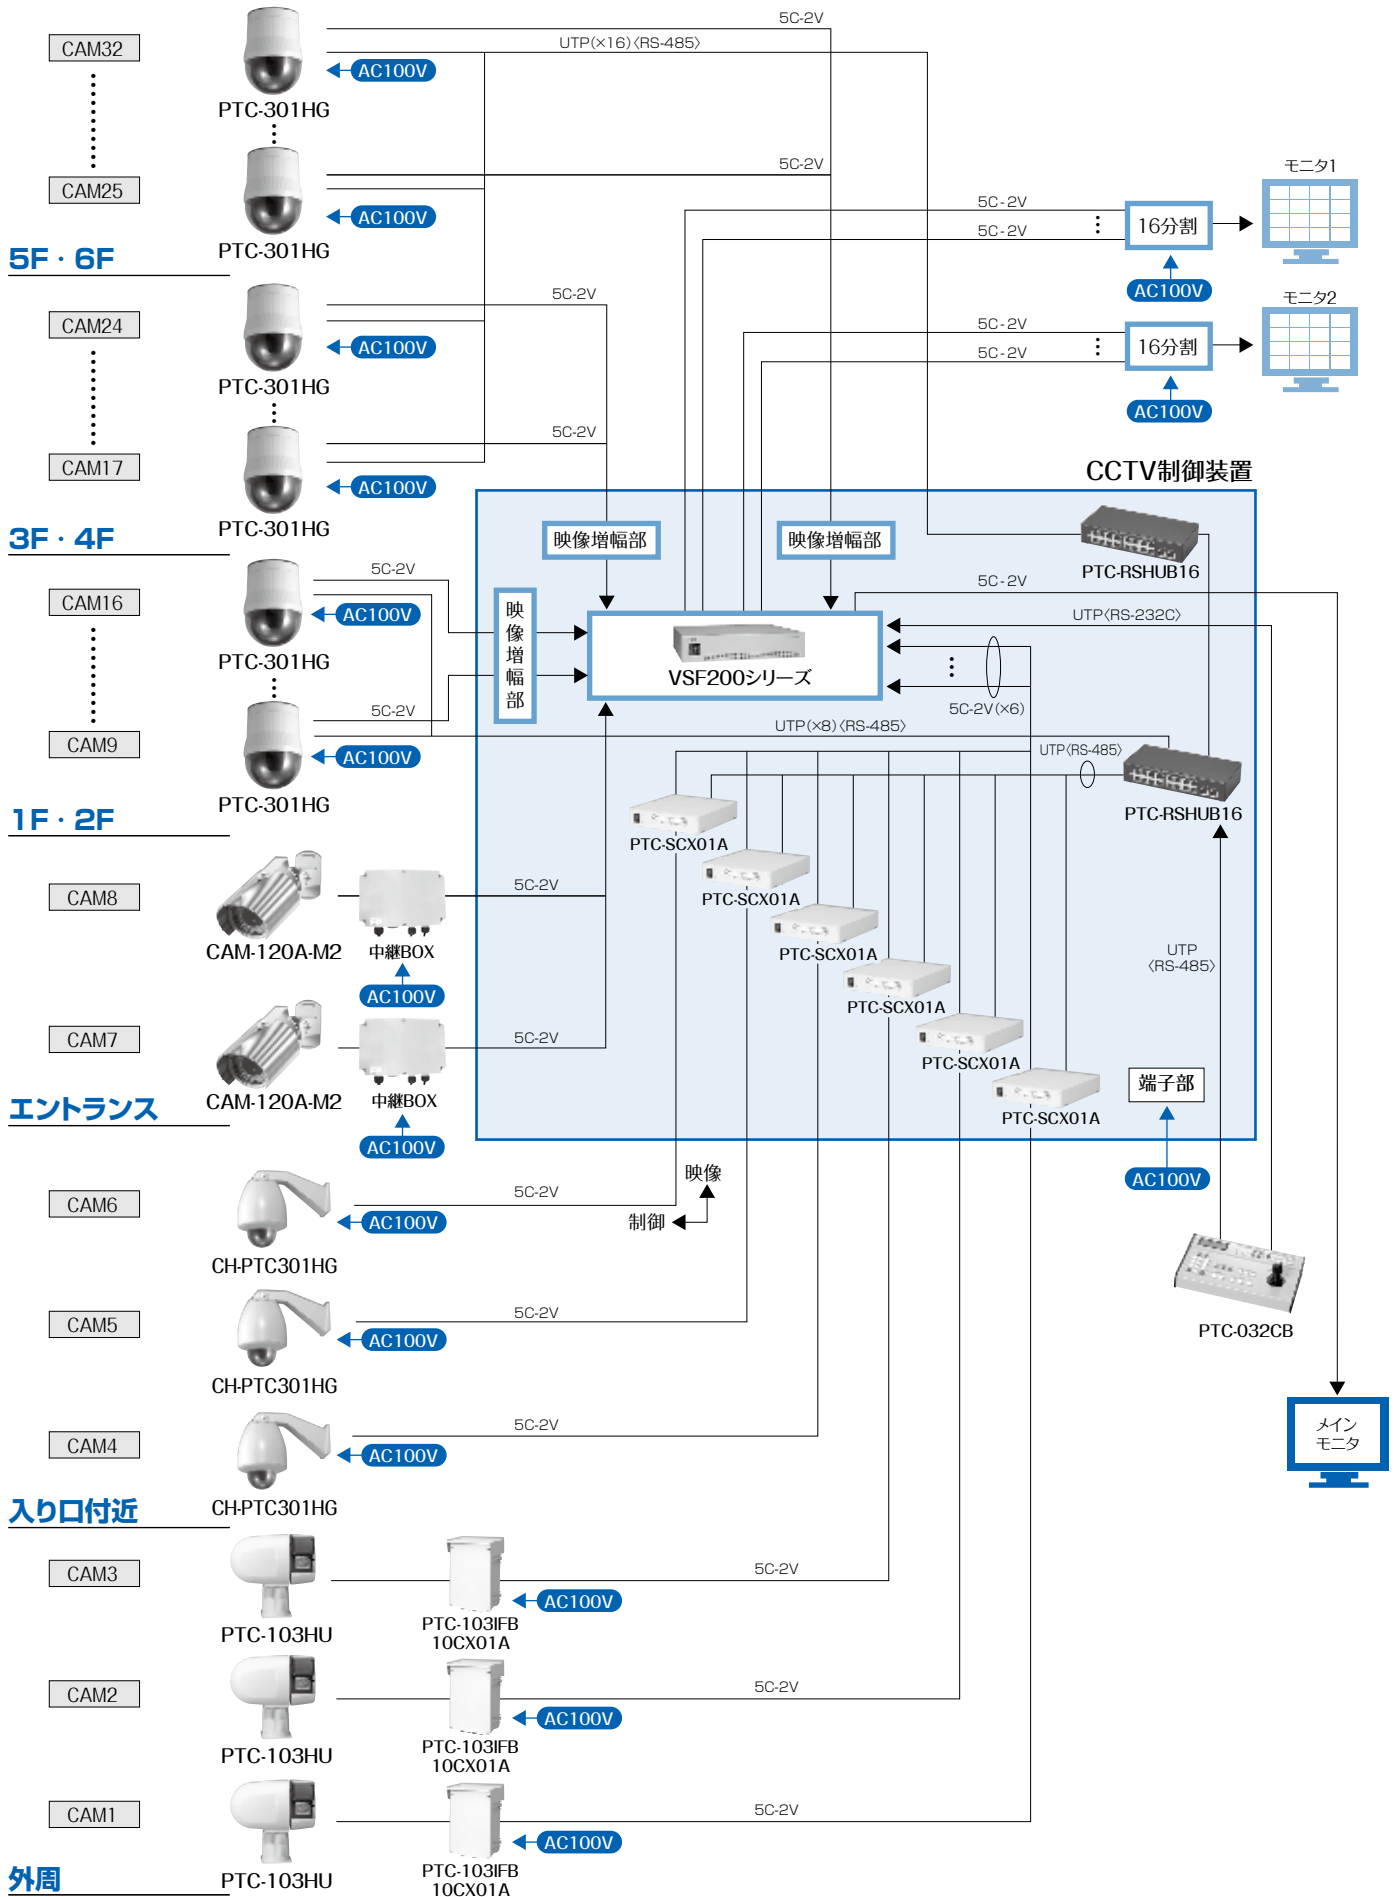 5C-2V
CAM32
UTP(×16)〈RS-485〉
AC100V
PTC-301HG
5C-2V
CAM25
AC100V
PTC-301HG
5F・6F
モニタ1
5C-2V
16分割
5C-2V
AC100V
モニタ2
5C-2V
16分割
5C-2V
AC100V
5C-2V
CAM24
AC100V
PTC-301HG
5C-2V
CAM17
AC100V
PTC-301HG
3F・4F
CCTV制御装置
映像増幅部
映像増幅部
PTC-RSHUB16
5C-2V
CAM16
AC100V
PTC-301HG
映像増幅部
5C-2V
UTP〈RS-232C〉
VSF200シリーズ
5C-2V(×6)
5C-2V
UTP(×8)〈RS-485〉
CAM9
AC100V
PTC-301HG
1F・2F
UTP〈RS-485〉
PTC-RSHUB16
PTC-SCX01A
PTC-SCX01A
PTC-SCX01A
PTC-SCX01A
PTC-SCX01A
PTC-SCX01A
UTP
〈RS-485〉
端子部
AC100V
CAM8
5C-2V
CAM-120A-M2
中継BOX
AC100V
CAM7
5C-2V
CAM-120A-M2
中継BOX
AC100V
エントランス
映像
制御
CAM6
5C-2V
AC100V
CH-PTC301HG
CAM5
5C-2V
AC100V
CH-PTC301HG
PTC-032CB
CAM4
5C-2V
AC100V
CH-PTC301HG
メイン
モニタ
入り口付近
CAM3
5C-2V
AC100V
PTC-103HU
PTC-103IFB
10CX01A
CAM2
5C-2V
AC100V
PTC-103HU
PTC-103IFB
10CX01A
CAM1
5C-2V
AC100V
PTC-103HU
PTC-103IFB
10CX01A
外周